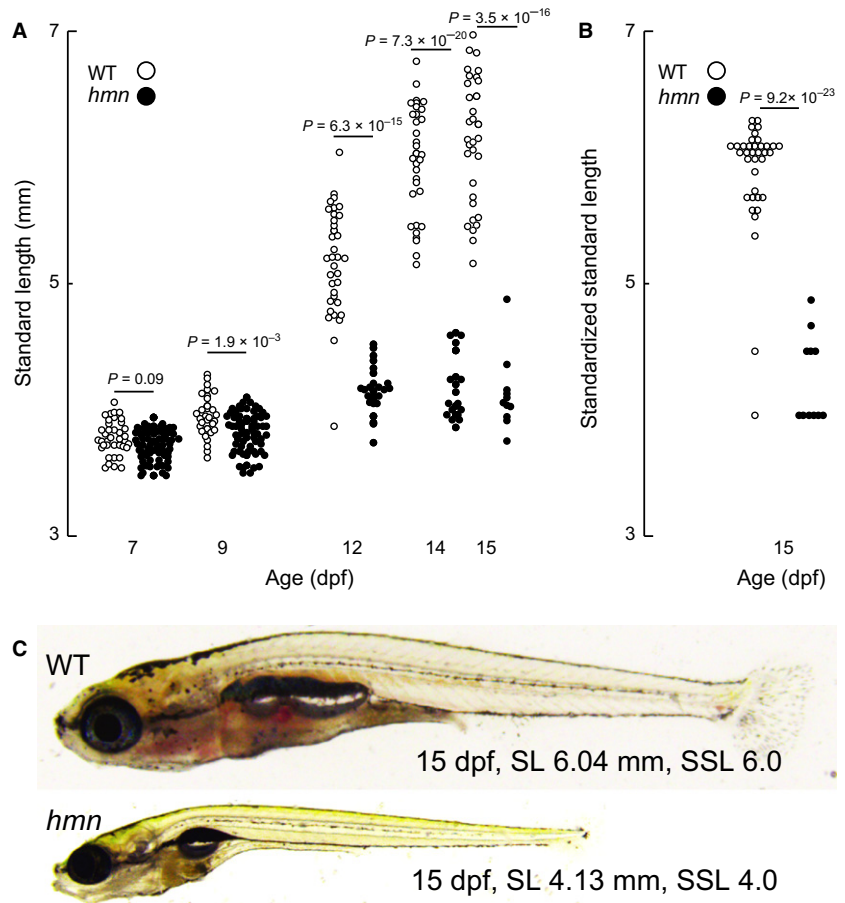 A
7
5
3
Standard length (mm)
WT
hmn
P = 0.09
P = 1.9 × 10−3
P = 6.3 × 10−15
P = 7.3 × 10−20
P = 3.5 × 10−16
7 9 12 14 15
Age (dpf)
B
7
5
3
Standardized standard length
WT
hmn
P = 9.2× 10−23
15
Age (dpf)
C
WT
15 dpf, SL 6.04 mm, SSL 6.0
hmn
15 dpf, SL 4.13 mm, SSL 4.0